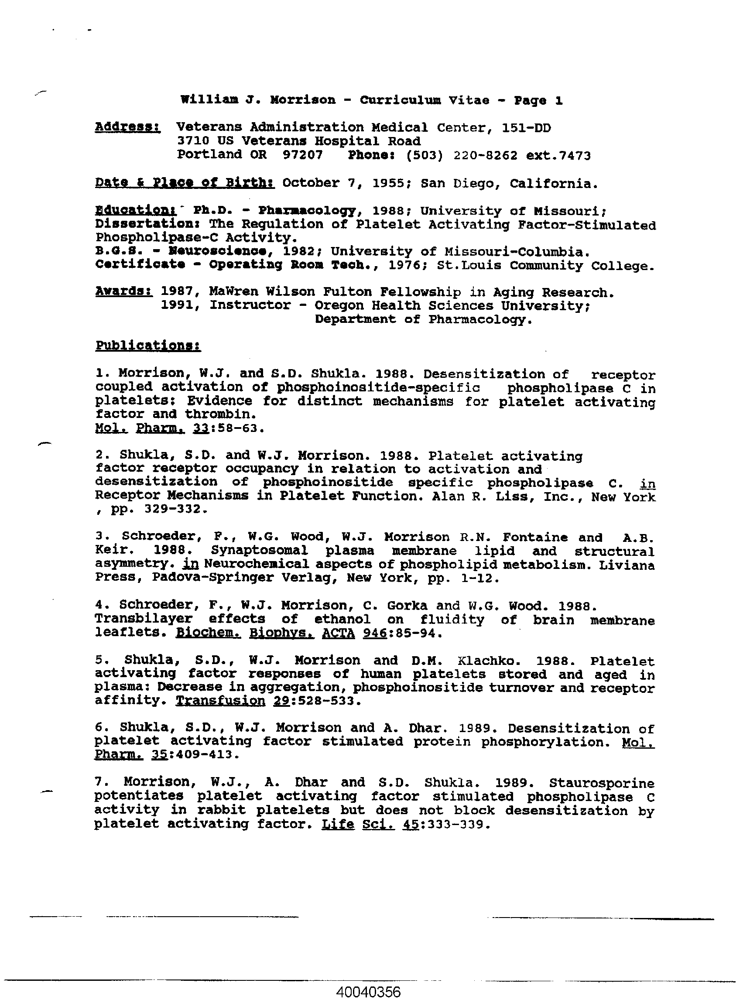 William J. Morrison - Curriculum Vitae - Page 1
Address: Veterans Administration Medical Center, 151-DD
3710 US Veterans Hospital Road
Portland OR 97207 Phone: (503) 220-8262 ext.7473
Date & Place of Birth: October 7, 1955; San Diego, California.
Education: Ph.D. - Pharmacology, 1988; University of Missouri;
Dissertation: The Regulation of Platelet Activating Factor-Stimulated
Phospholipase-C Activity.
B.G.S. - Neuroscience, 1982; University of Missouri-Columbia.
Certificate - Operating Room Tech., 1976; St.Louis Community College.
Awards: 1987, MaWren Wilson Fulton Fellowship in Aging Research.
1991, Instructor - Oregon Health Sciences University;
Department of Pharmacology.
Publications:
1. Morrison, W.J. and S.D. Shukla. 1988. Desensitization of receptor
coupled activation of phosphoinositide-specific phospholipase C in
platelets: Evidence for distinct mechanisms for platelet activating
factor and thrombin.
Mol. Pharm. 33:58-63.
2. Shukla, S.D. and W.J. Morrison. 1988. Platelet activating
factor receptor occupancy in relation to activation and
desensitization of phosphoinositide specific phospholipase C. in
Receptor Mechanisms in Platelet Function. Alan R. Liss, Inc., New York
, pp. 329-332.
3. Schroeder, F., W.G. Wood, W.J. Morrison R.N. Fontaine and A.B.
Keir. 1988. Synaptosomal plasma membrane lipid and structural
asymmetry. in Neurochemical aspects of phospholipid metabolism. Liviana
Press, Padova-Springer Verlag, New York, pp. 1-12.
4. Schroeder, F., W.J. Morrison, C. Gorka and W.G. Wood. 1988.
Transbilayer effects of ethanol on fluidity of brain membrane
leaflets. Biochem. Biophys. ACTA 946:85-94.
5. Shukla, S.D., W.J. Morrison and D.M. Klachko. 1988. Platelet
activating factor responses of human platelets stored and aged in
plasma: Decrease in aggregation, phosphoinositide turnover and receptor
affinity. Transfusion 29:528-533.
6. Shukla, S.D., W.J. Morrison and A. Dhar. 1989. Desensitization of
platelet activating factor stimulated protein phosphorylation. Mol.
Pharm. 35:409-413.
7. Morrison, W.J., A. Dhar and S.D. Shukla. 1989. Staurosporine
potentiates platelet activating factor stimulated phospholipase C
activity in rabbit platelets but does not block desensitization by
platelet activating factor. Life Sci. 45:333-339.
40040356